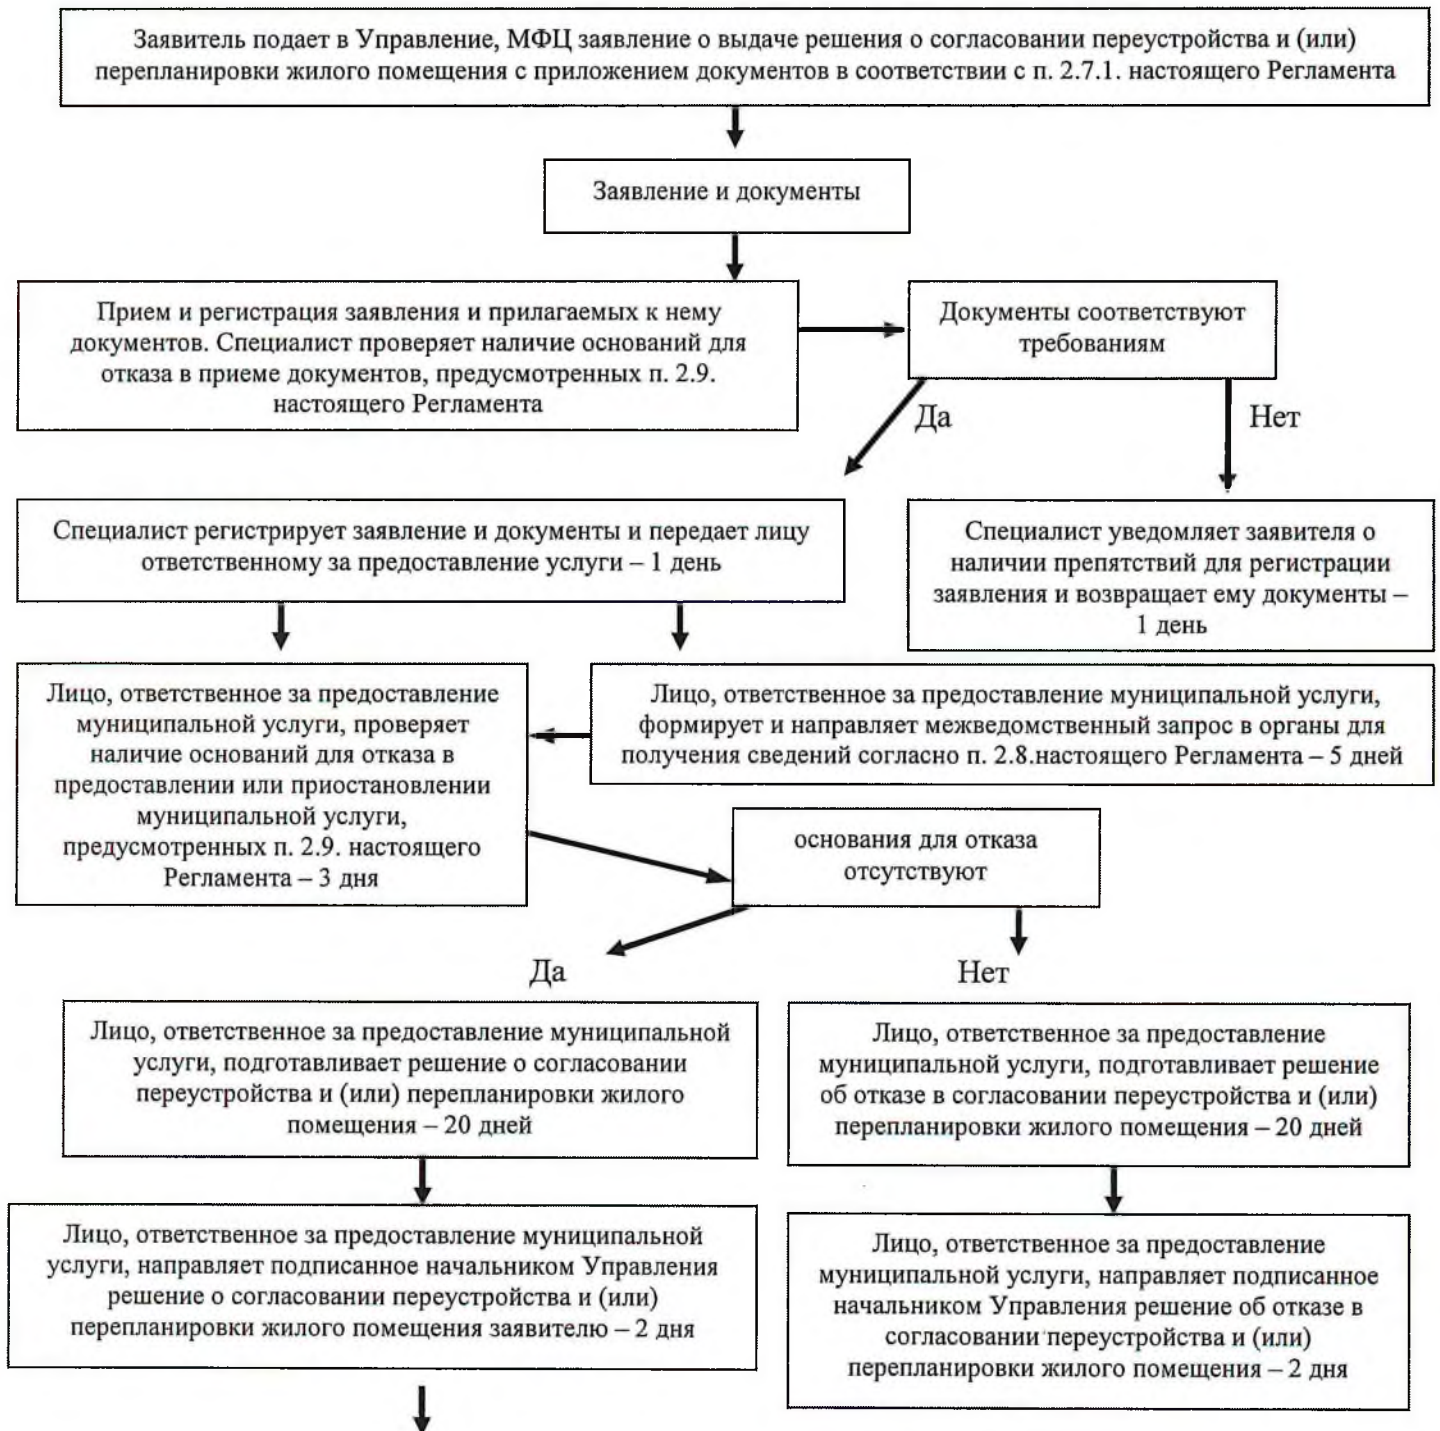 Заявитель подает в Управление, МФЦ заявление о выдаче решения о согласовании переустройства и (или)
перепланировки жилого помещения с приложением документов в соответствии с п. 2.7.1. настоящего Регламента
Заявление и документы
Прием и регистрация заявления и прилагаемых к нему
документов. Специалист проверяет наличие оснований для
отказа в приеме документов, предусмотренных п. 2.9.
настоящего Регламента
Документы соответствуют
требованиям
Да
Нет
Специалист регистрирует заявление и документы и передает лицу
ответственному за предоставление услуги – 1 день
Специалист уведомляет заявителя о
наличии препятствий для регистрации
заявления и возвращает ему документы –
1 день
Лицо, ответственное за предоставление
муниципальной услуги, проверяет
наличие оснований для отказа в
предоставлении или приостановлении
муниципальной услуги,
предусмотренных п. 2.9. настоящего
Регламента – 3 дня
Лицо, ответственное за предоставление муниципальной услуги,
формирует и направляет межведомственный запрос в органы для
получения сведений согласно п. 2.8.настоящего Регламента – 5 дней
основания для отказа
отсутствуют
Да
Нет
Лицо, ответственное за предоставление муниципальной
услуги, подготавливает решение о согласовании
переустройства и (или) перепланировки жилого
помещения – 20 дней
Лицо, ответственное за предоставление
муниципальной услуги, подготавливает решение
об отказе в согласовании переустройства и (или)
перепланировки жилого помещения – 20 дней
Лицо, ответственное за предоставление муниципальной
услуги, направляет подписанное начальником Управления
решение о согласовании переустройства и (или)
перепланировки жилого помещения заявителю – 2 дня
Лицо, ответственное за предоставление
муниципальной услуги, направляет подписанное
начальником Управления решение об отказе в
согласовании переустройства и (или)
перепланировки жилого помещения – 2 дня